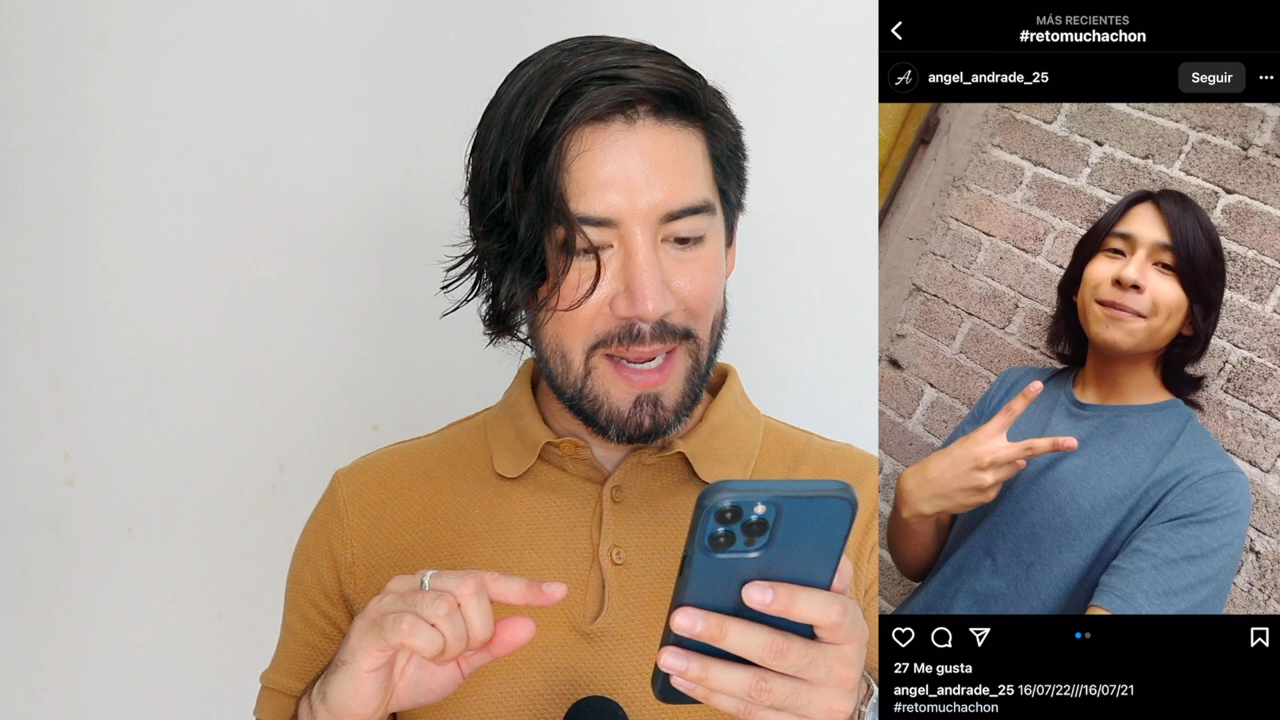 MÁS RECIENTES
#retomuchachon
angel_andrade_25
Seguir
27 Me gusta
angel_andrade_25 16/07/22///16/07/21
#retomuchachon